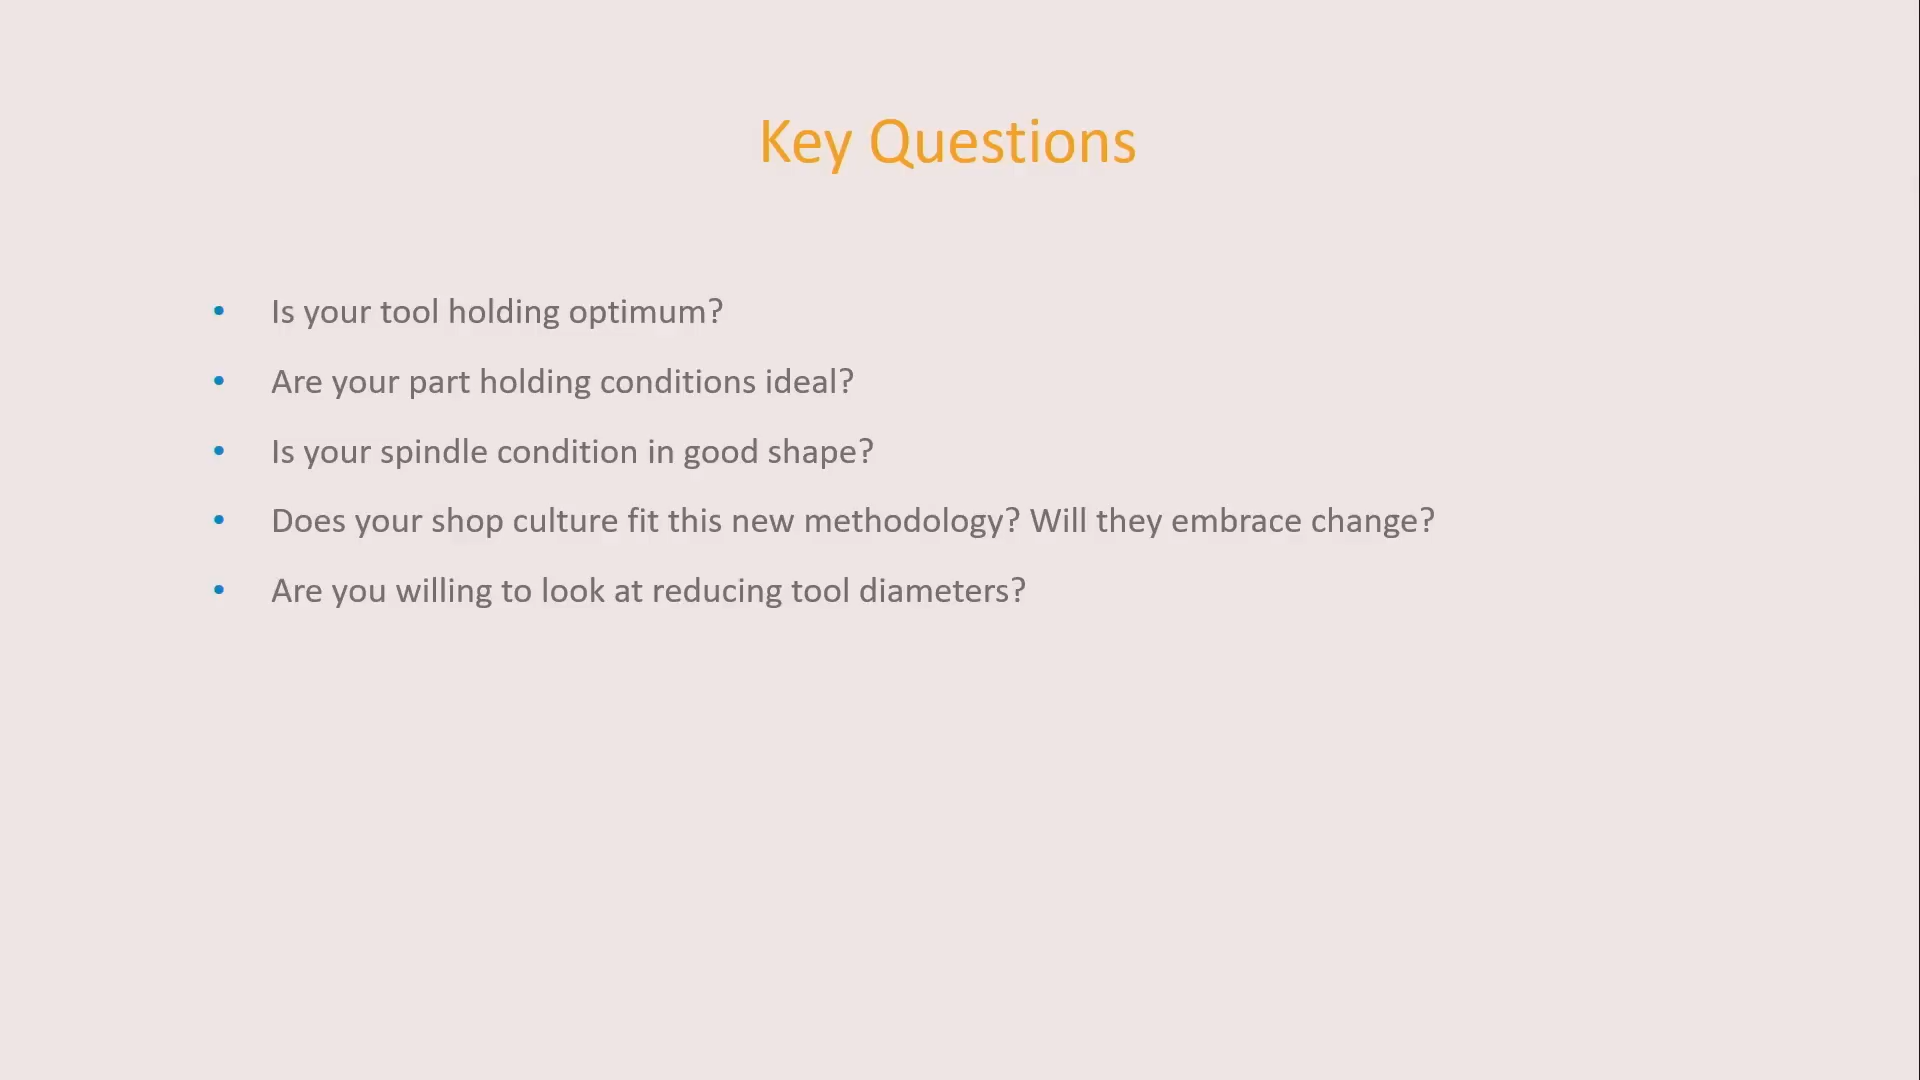 Key Questions
• Is your tool holding optimum?
• Are your part holding conditions ideal?
• Is your spindle condition in good shape?
• Does your shop culture fit this new methodology? Will they embrace change?
• Are you willing to look at reducing tool diameters?